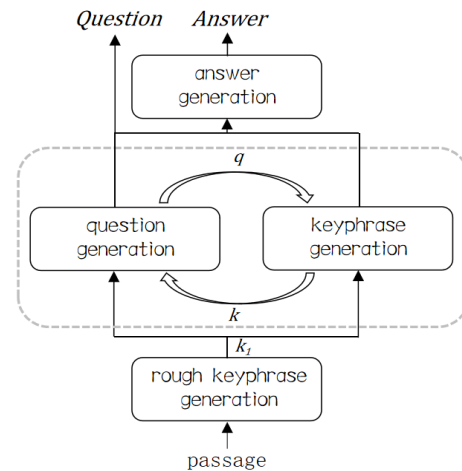 Question Answer
answer
generation
q
question
generation
keyphrase
generation
k
k₁
rough keyphrase
generation
passage